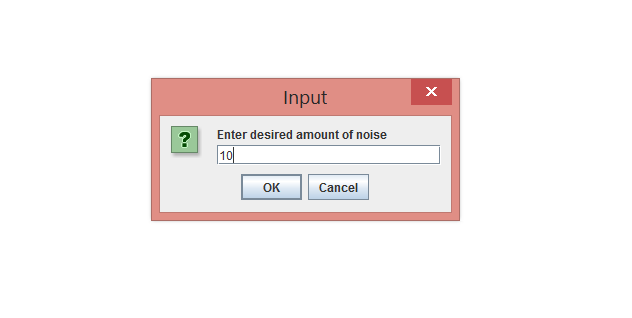 Input
Enter desired amount of noise
10
OK Cancel